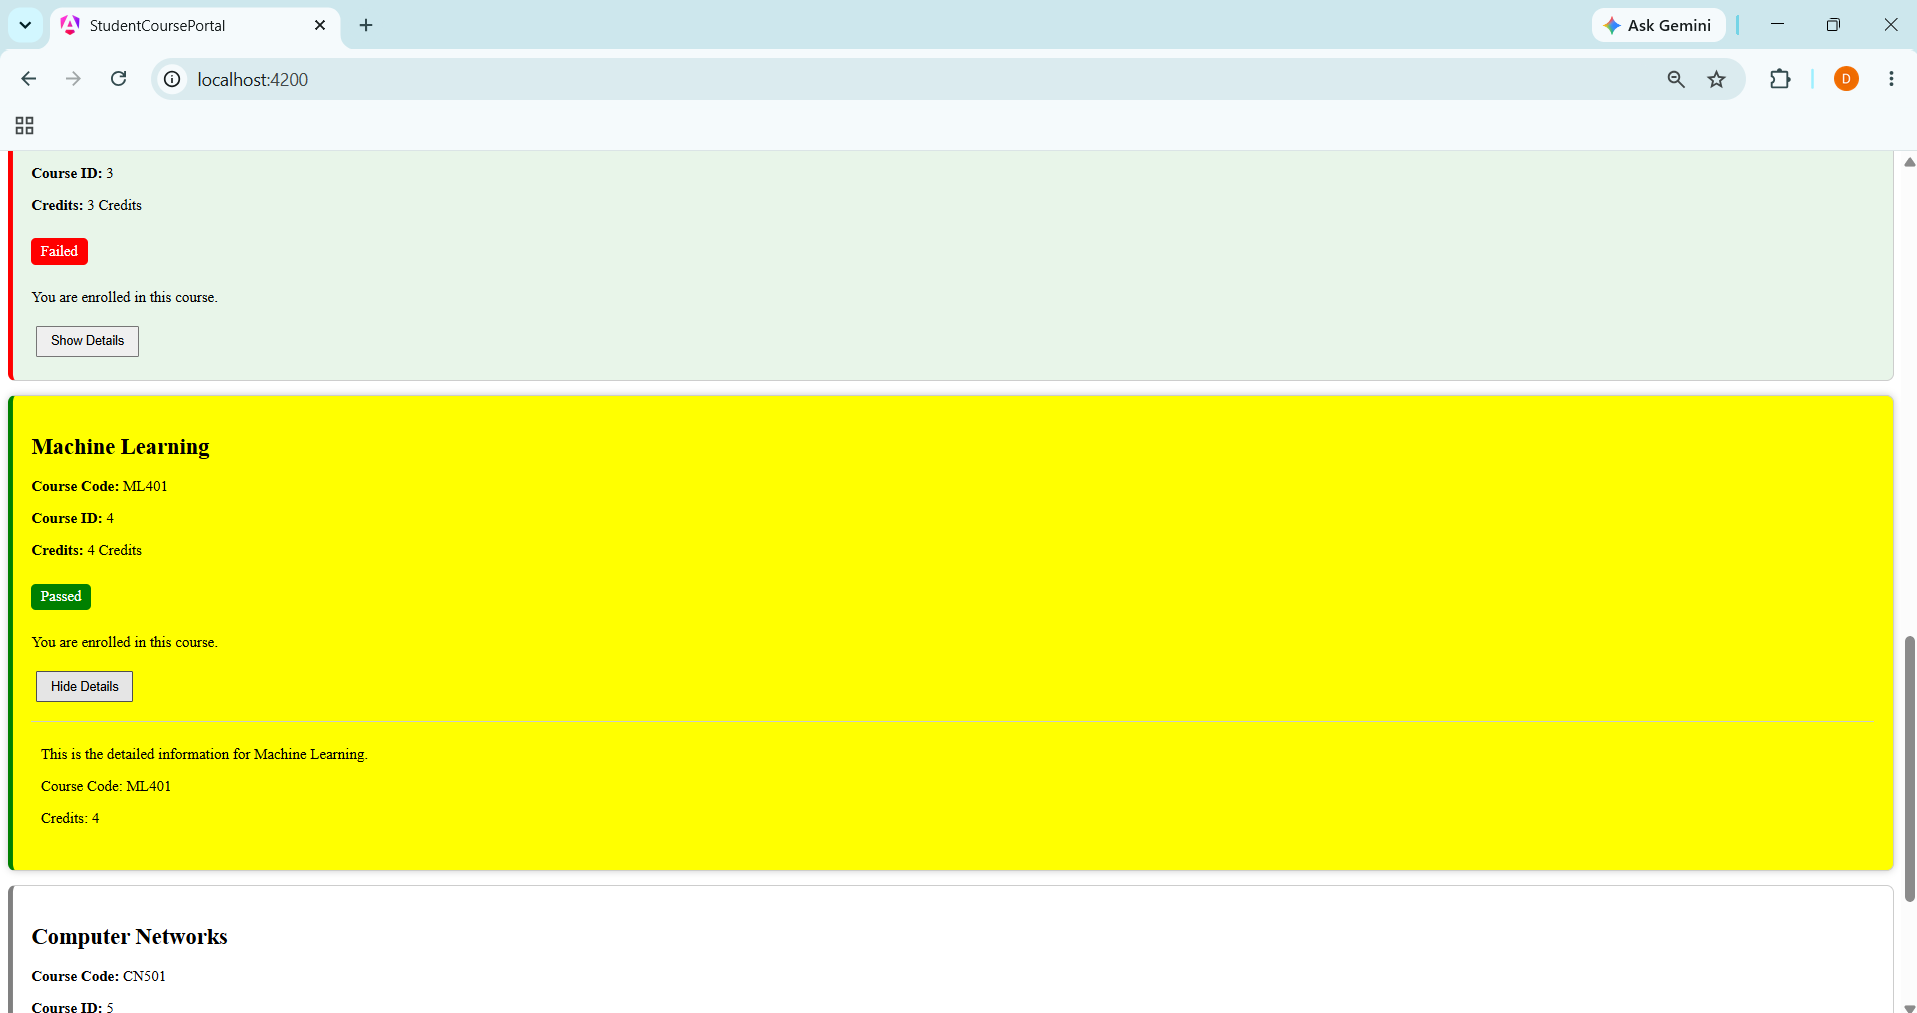 StudentCoursePortal
Ask Gemini
localhost:4200
D
Course ID: 3
Credits: 3 Credits
Failed
You are enrolled in this course.
Show Details
Machine Learning
Course Code: ML401
Course ID: 4
Credits: 4 Credits
Passed
You are enrolled in this course.
Hide Details
This is the detailed information for Machine Learning.
Course Code: ML401
Credits: 4
Computer Networks
Course Code: CN501
Course ID: 5